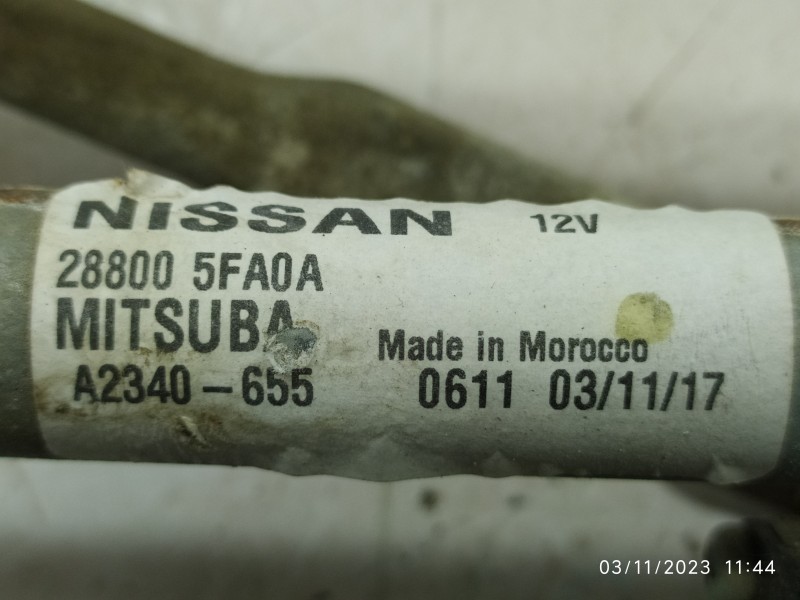 NISSAN 12V
28800 5FA0A
MITSUBA Made in Morocco
A2340-655 0611 03/11/17
03/11/2023 11:44